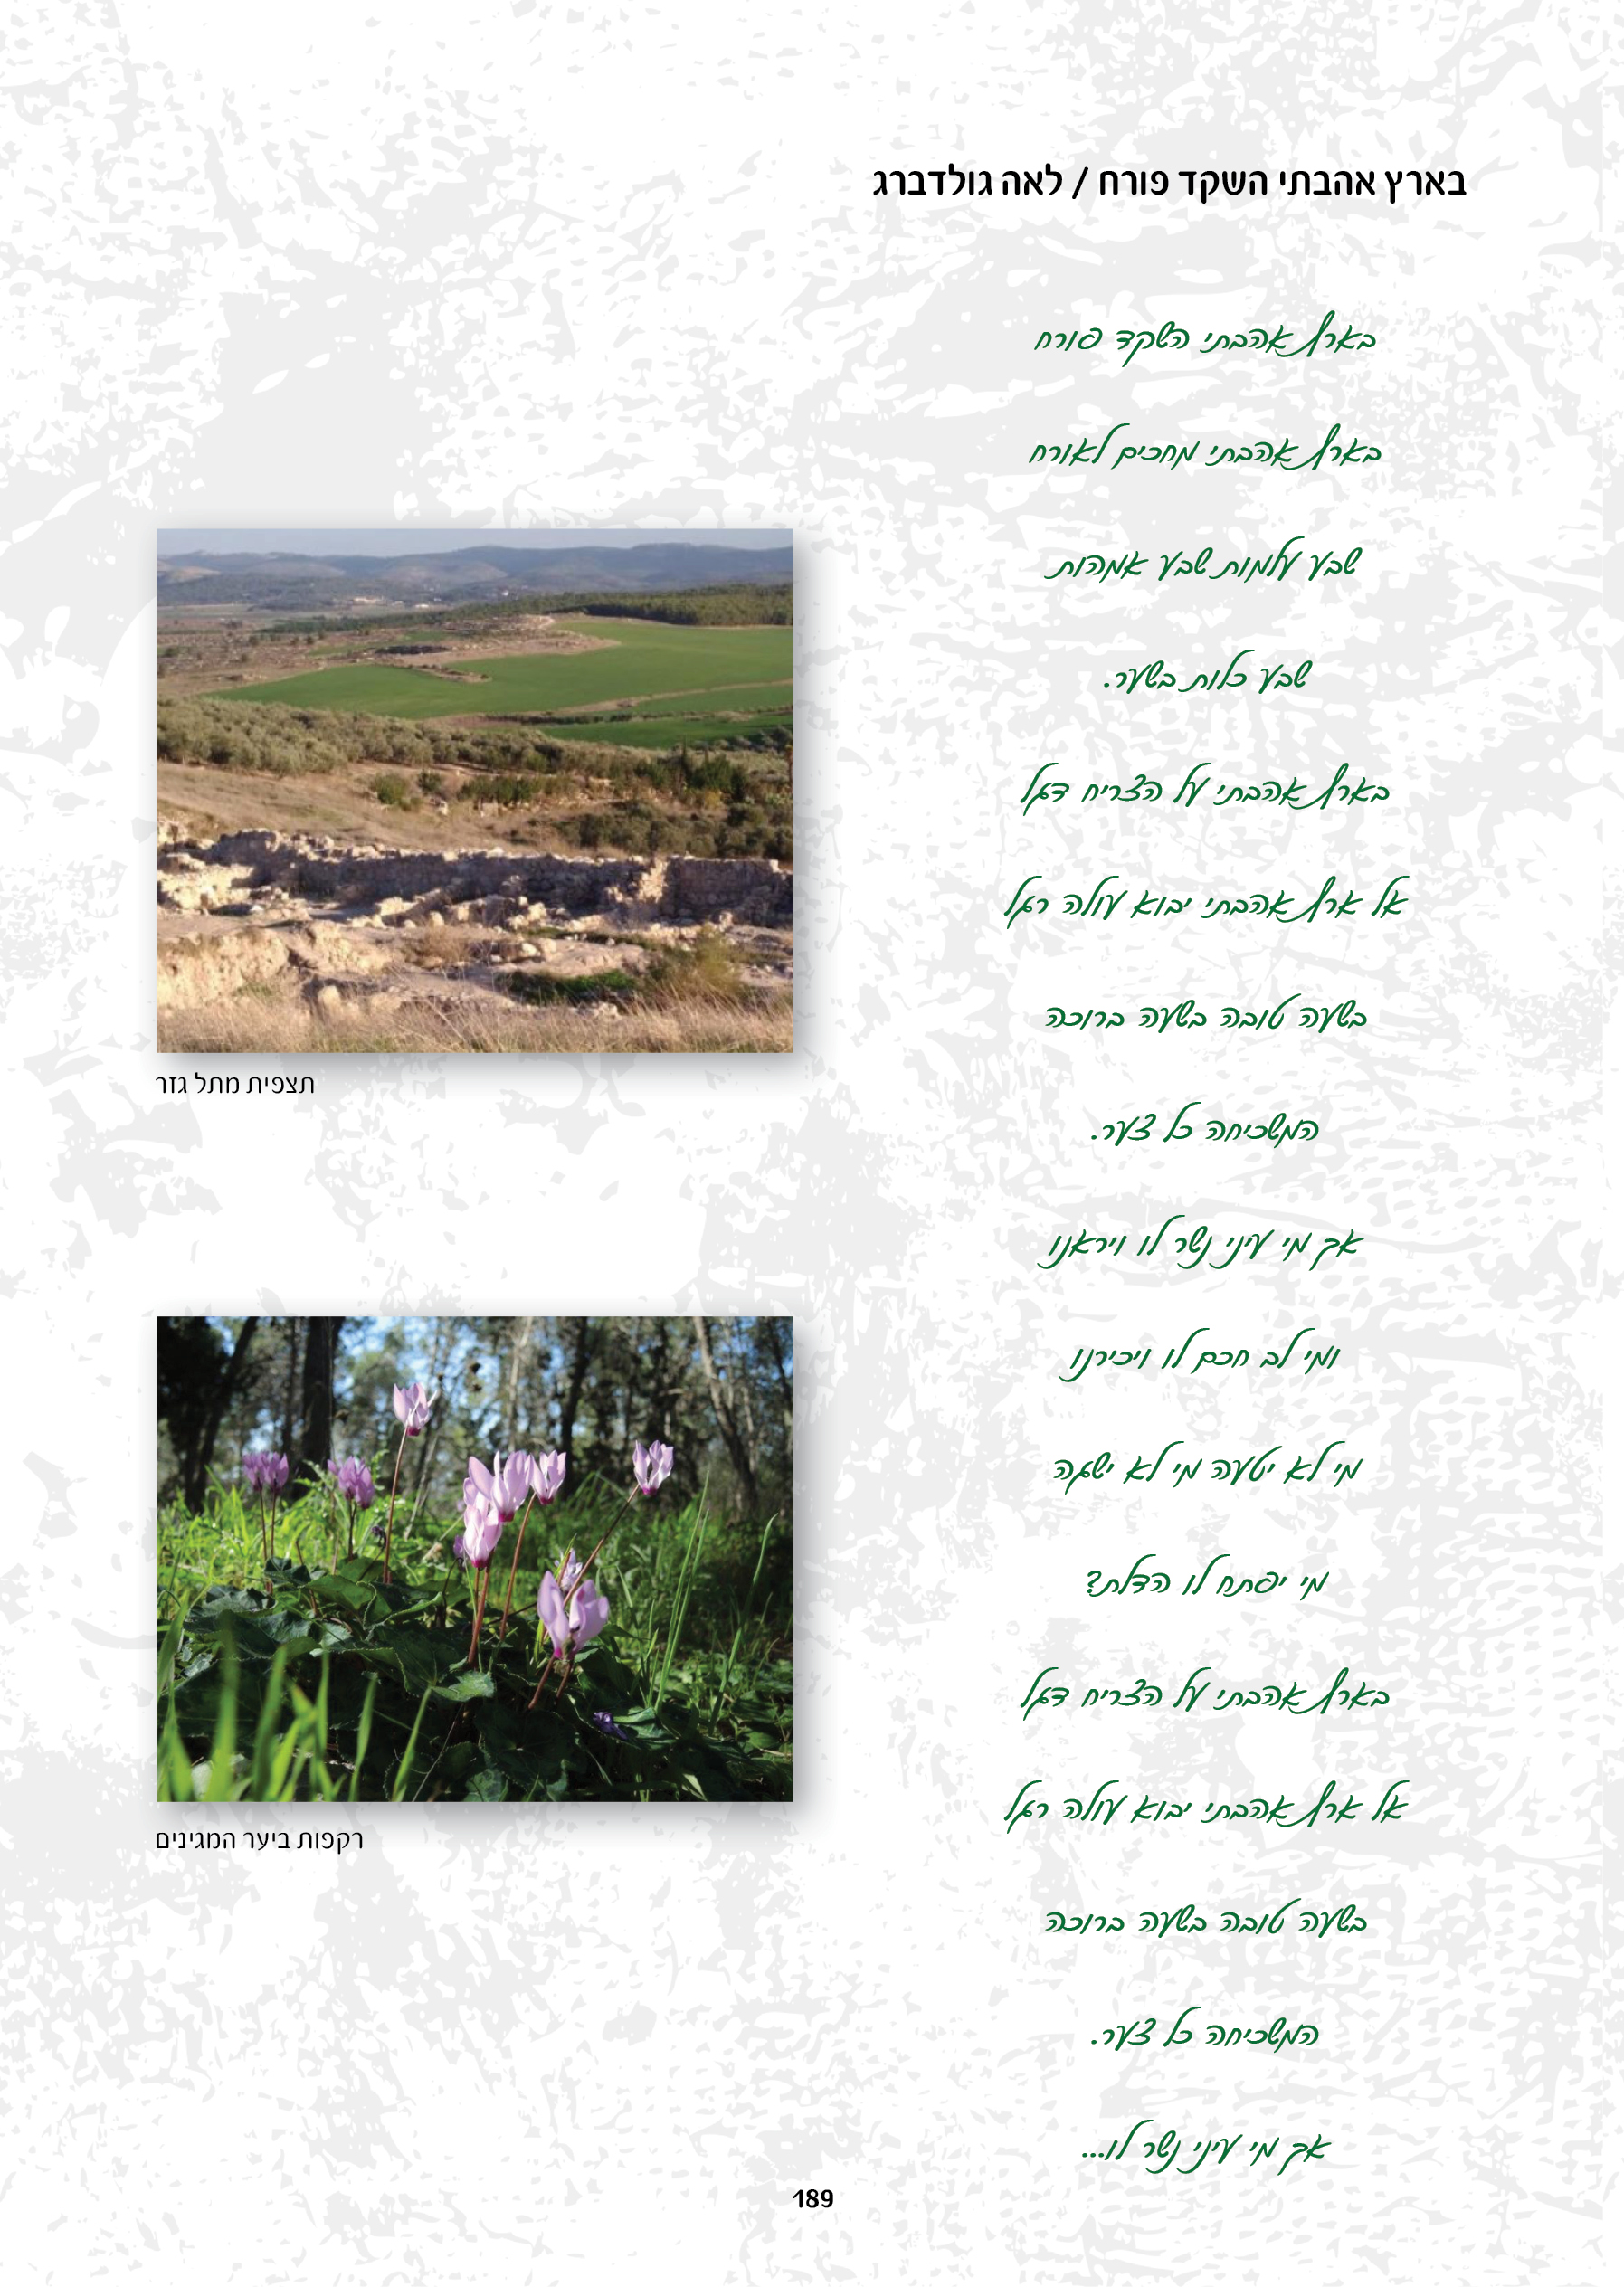 בארץ אהבתי השקד פורח / לאה גולדברג
בארץ אהבתי השקד פורח
בארץ אהבתי מחכים לאורח
שבע עלמות שבע אמהות
שבע כלות בשער.
בארץ אהבתי על הצריח דגל
אל ארץ אהבתי יבוא עולה רגל
בשעה טובה בשעה ברוכה
המשכיחה כל צער.
אך מי עיני נשר לו ויראנו
ומי לב חכם לו ויכירנו
מי לא יטעה מי לא ישגה
מי יפתח לו הדלת?
בארץ אהבתי על הצריח דגל
אל ארץ אהבתי יבוא עולה רגל
בשעה טובה בשעה ברוכה
המשכיחה כל צער.
אך מי עיני נשר לו...
תצפית מתל גזר
רקפות ביער המגינים
189